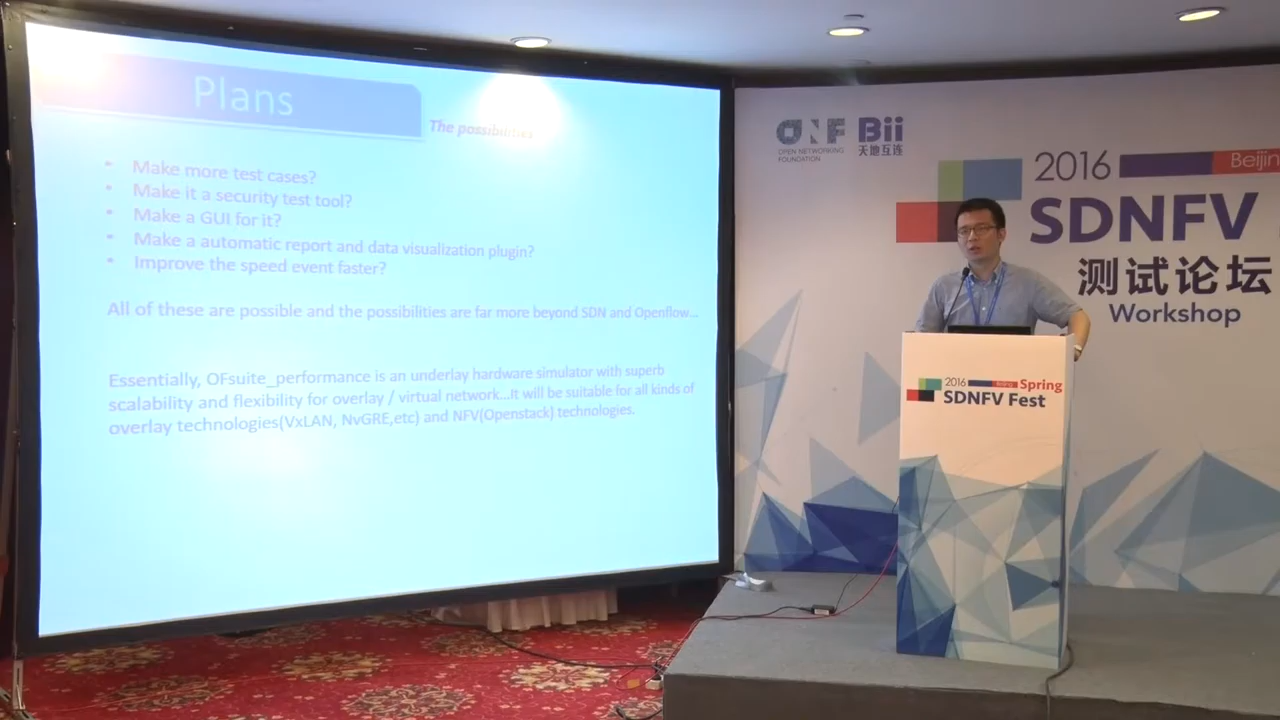 Plans
The possibilities
Make more test cases?
Make it a security test tool?
Make a GUI for it?
Make a automatic report and data visualization plugin?
Improve the speed event faster?
All of these are possible and the possibilities are far more beyond SDN and Openflow...
Essentially, OFsuite_performance is an underlay hardware simulator with superb
scalability and flexibility for overlay / virtual network...It will be suitable for all kinds of
overlay technologies(VxLAN, NvGRE,etc) and NFV(Openstack) technologies.
ONF Bii
OPEN NETWORKING
FOUNDATION
天地互连
2016 Beijin
SDNFV
测试论坛
Workshop
2016 Beijing Spring
SDNFV Fest